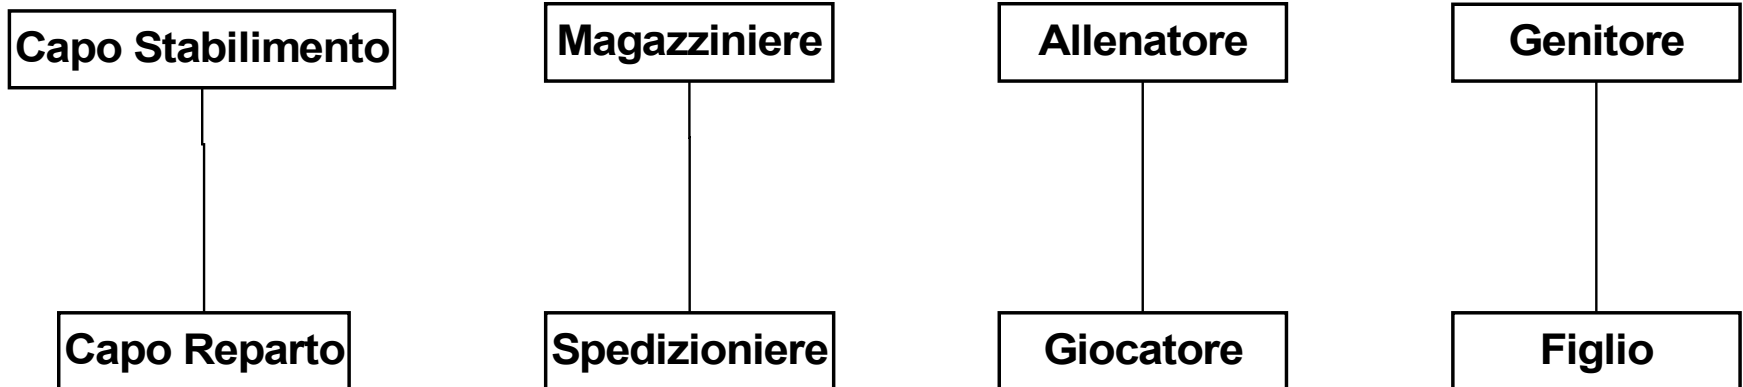 Capo Stabilimento
Magazziniere
Allenatore
Genitore
Capo Reparto
Spedizioniere
Giocatore
Figlio